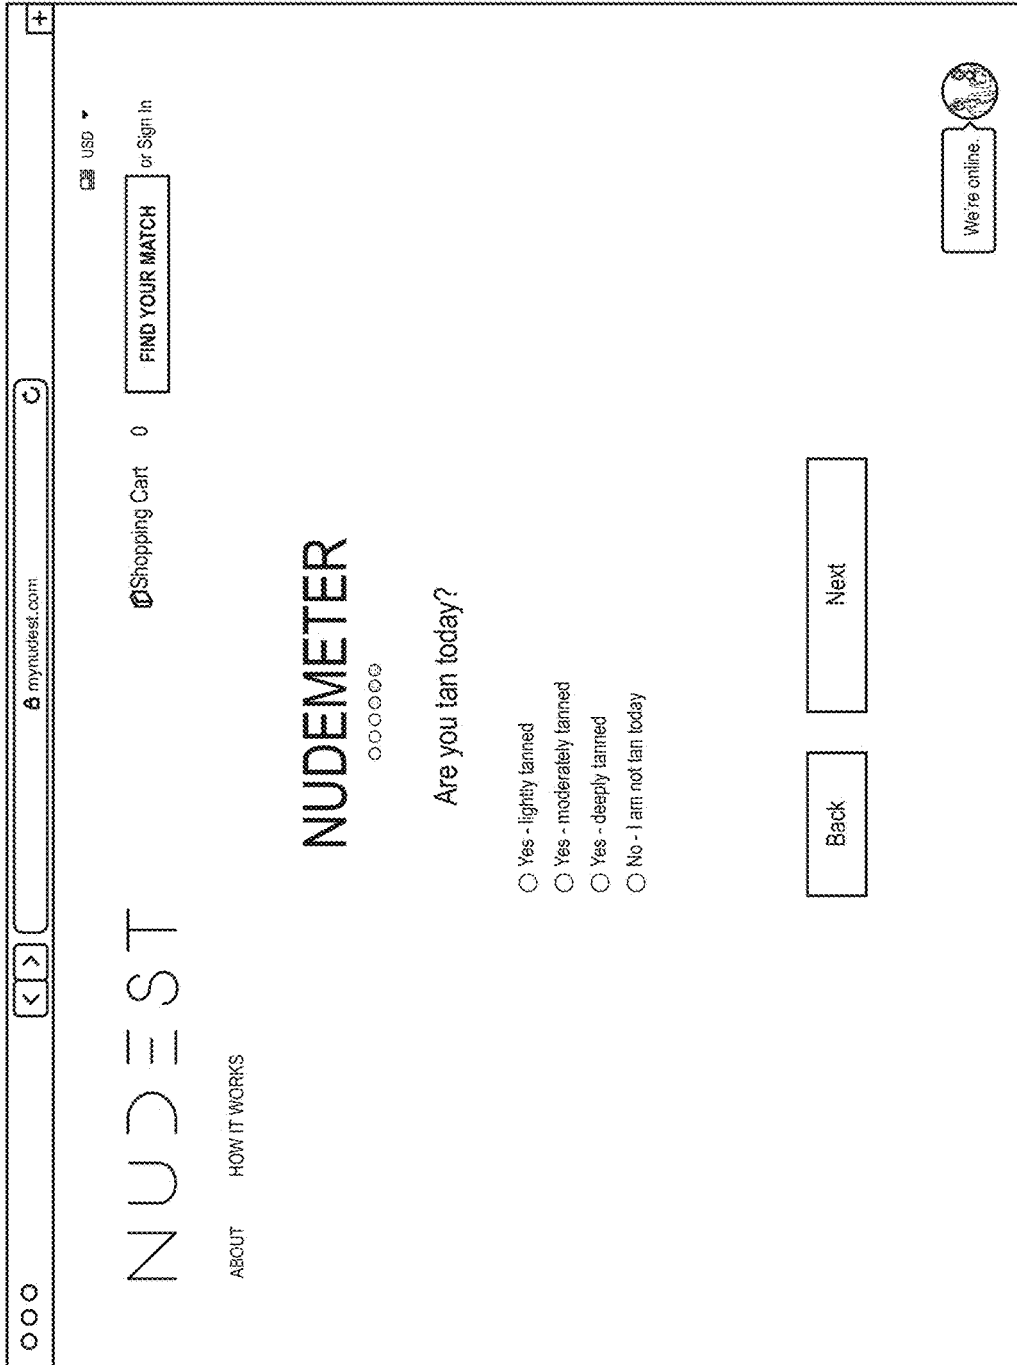 mynudest.com
USD
NUDEST
Shopping Cart 0 FIND YOUR MATCH or Sign In
ABOUT HOW IT WORKS
NUDEMETER
Are you tan today?
Yes - lightly tanned
Yes - moderately tanned
Yes - deeply tanned
No - I am not tan today
Back Next
We're online.